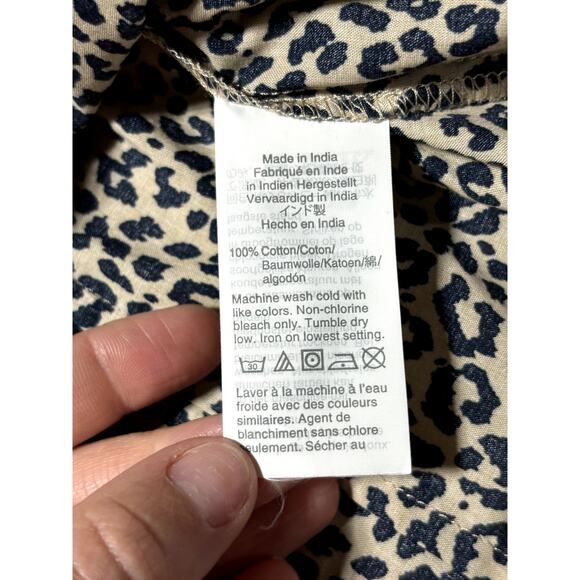 Made in India
Fabriqué en Inde
in Indien Hergestellt
Vervaardigd in India
インド製
Hecho en India
100% Cotton/Coton/
Baumwolle/Katoen/綿/
algodón
Machine wash cold with
like colors. Non-chlorine
bleach only. Tumble dry
low. Iron on lowest setting.
30
Laver à la machine à l'eau
froide avec des couleurs
similaires. Agent de
blanchiment sans chlore
seulement. Sécher au